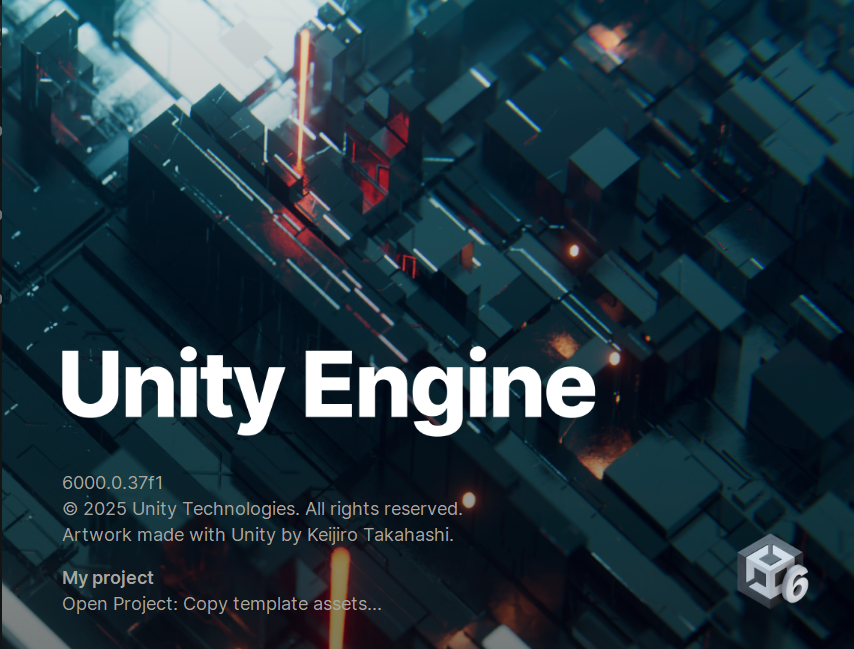 Unity Engine
6000.0.37f1
© 2025 Unity Technologies. All rights reserved.
Artwork made with Unity by Keijiro Takahashi.
My project
Open Project: Copy template assets...
6